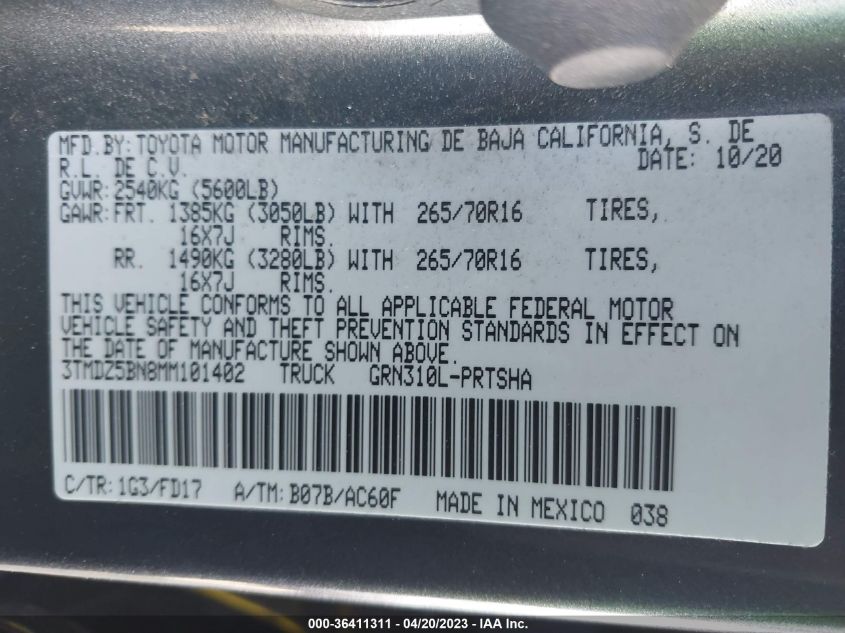 MFD.BY: TOYOTA MOTOR MANUFACTURING DE BAJA CALIFORNIA, S. DE
R.L. DE C.V. DATE: 10/20
GVWR: 2540KG (5600LB)
GAWR: FRT. 1385KG (3050LB) WITH 265/70R16 TIRES,
16X7J RIMS.
RR. 1490KG (3280LB) WITH 265/70R16 TIRES,
16X7J RIMS.
THIS VEHICLE CONFORMS TO ALL APPLICABLE FEDERAL MOTOR
VEHICLE SAFETY AND THEFT PREVENTION STANDARDS IN EFFECT ON
THE DATE OF MANUFACTURE SHOWN ABOVE.
3TMDZ5BN8MM101402 TRUCK GRN310L-PRTSHA
C/TR: 1G3/FD17 A/TM: B07B/AC60F MADE IN MEXICO 038
000-36411311 - 04/20/2023 - IAA Inc.